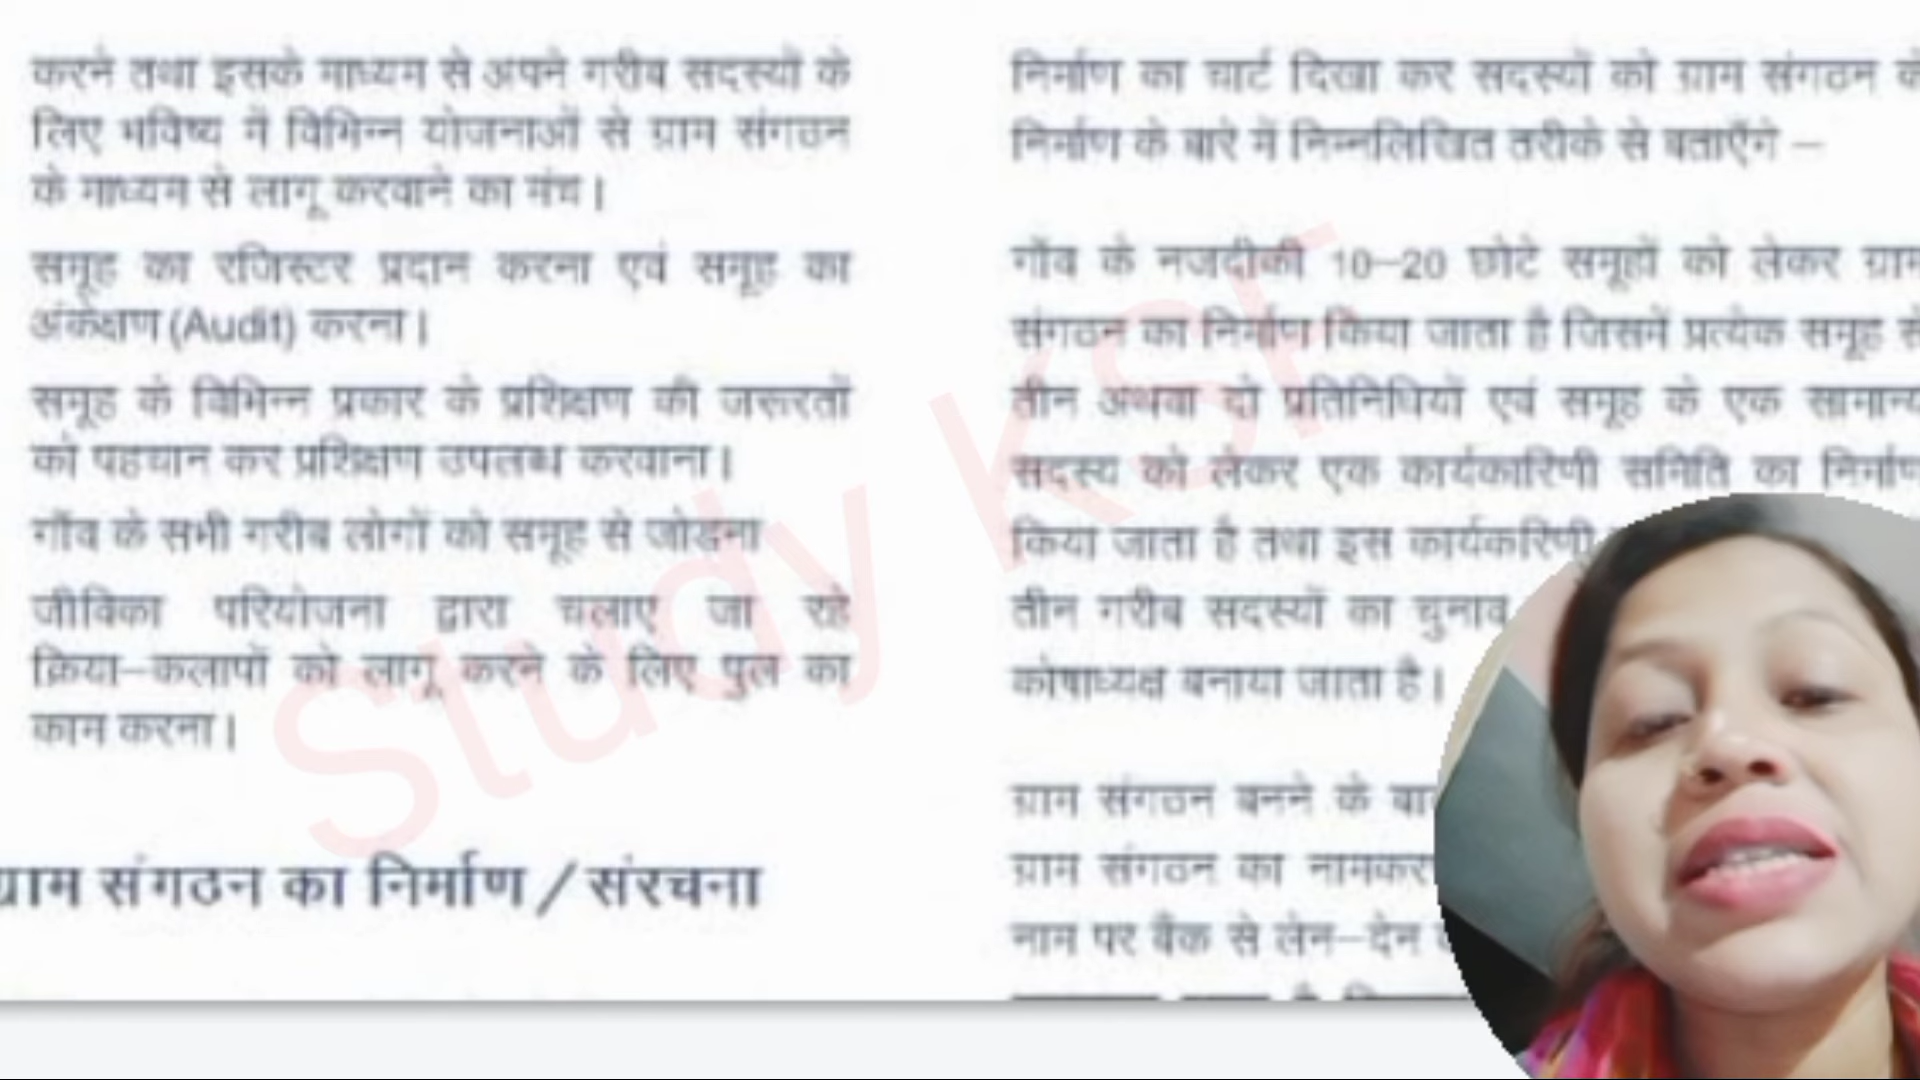 करने तथा इसके माध्यम से अपने गरीब सदस्यों के
लिए भविष्य में विभिन्न योजनाओं से ग्राम संगठन
के माध्यम से लागू करवाने का मंच।
समूह का रजिस्टर प्रदान करना एवं समूह का
अंकेक्षण (Audit) करना।
समूह के विभिन्न प्रकार के प्रशिक्षण की जरूरतों
को पहचान कर प्रशिक्षण उपलब्ध करवाना।
गाँव के सभी गरीब लोगों को समूह से जोडना
जीविका परियोजना द्वारा चलाए जा रहे
क्रिया–कलापों को लागू करने के लिए पुल का
काम करना।
ग्राम संगठन का निर्माण / संरचना
निर्माण का चार्ट दिखा कर सदस्यों को ग्राम संगठन के
निर्माण के बारे में निम्नलिखित तरीके से बताएँगे –
गाँव के नजदीकी 10–20 छोटे समूहों को लेकर ग्राम
संगठन का निर्माण किया जाता है जिसमें प्रत्येक समूह से
तीन अथवा दो प्रतिनिधियों एवं समूह के एक सामान्य
सदस्य को लेकर एक कार्यकारिणी समिति का निर्माण
किया जाता है तथा इस कार्यकरिणी
तीन गरीब सदस्यों का चुनाव
कोषाध्यक्ष बनाया जाता है।
ग्राम संगठन बनने के
ग्राम संगठन का
नाम पर बैंक से लेन–देन
Study KSF